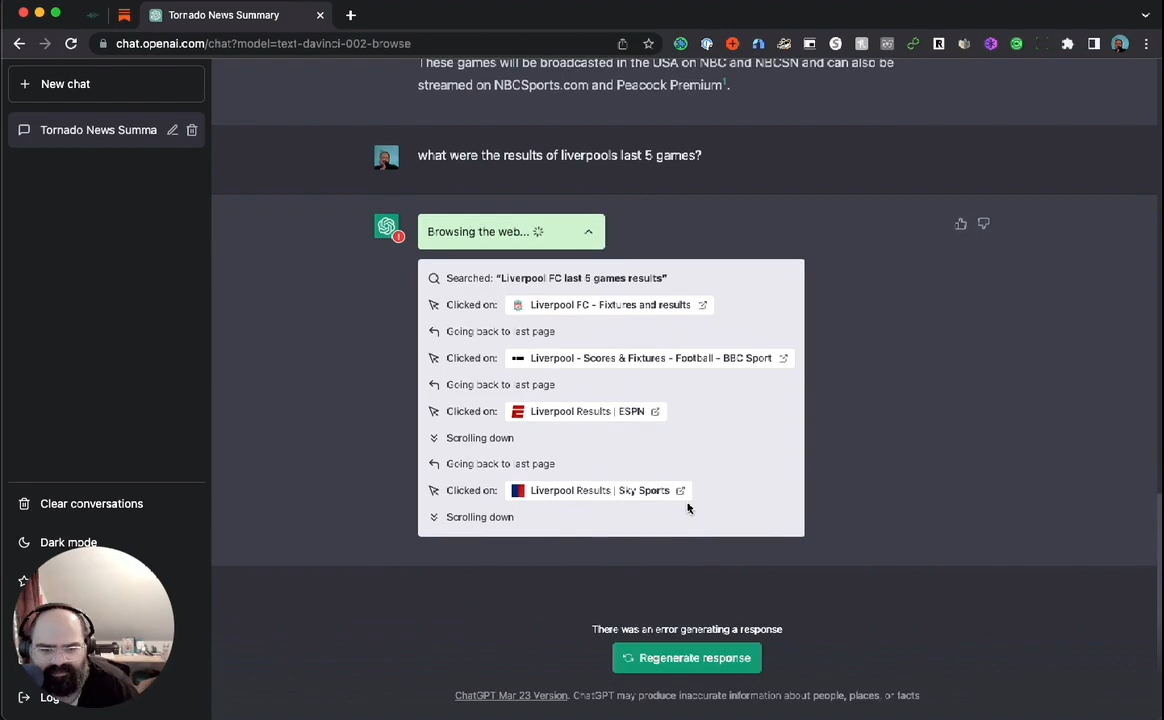 Tornado News Summary
chat.openai.com/chat?model=text-davinci-002-browse
New chat
Tornado News Summa
Clear conversations
Dark mode
These games will be broadcasted in the USA on NBC and NBCSN and can also be
streamed on NBCSports.com and Peacock Premium¹.
what were the results of liverpools last 5 games?
Browsing the web...
Searched: “Liverpool FC last 5 games results”
Clicked on: Liverpool FC - Fixtures and results
Going back to last page
Clicked on: Liverpool - Scores & Fixtures - Football - BBC Sport
Going back to last page
Clicked on: Liverpool Results | ESPN
Scrolling down
Going back to last page
Clicked on: Liverpool Results | Sky Sports
Scrolling down
There was an error generating a response
Regenerate response
ChatGPT Mar 23 Version. ChatGPT may produce inaccurate information about people, places, or facts